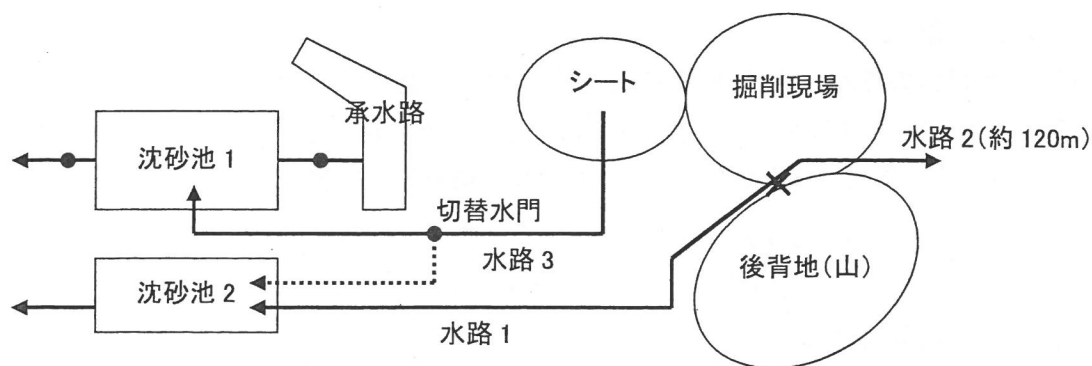 シート
掘削現場
承水路
沈砂池 1
水路 2(約 120m)
切替水門
水路 3
後背地(山)
沈砂池 2
水路 1